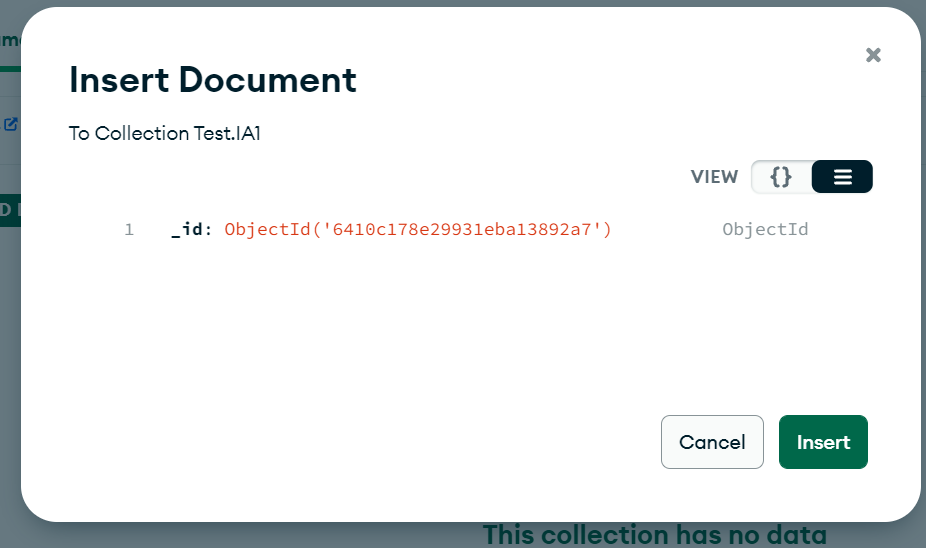 Insert Document
To Collection Test.IA1
VIEW {}
1 _id: ObjectId('6410c178e29931eba13892a7') ObjectId
Cancel Insert
This collection has no data